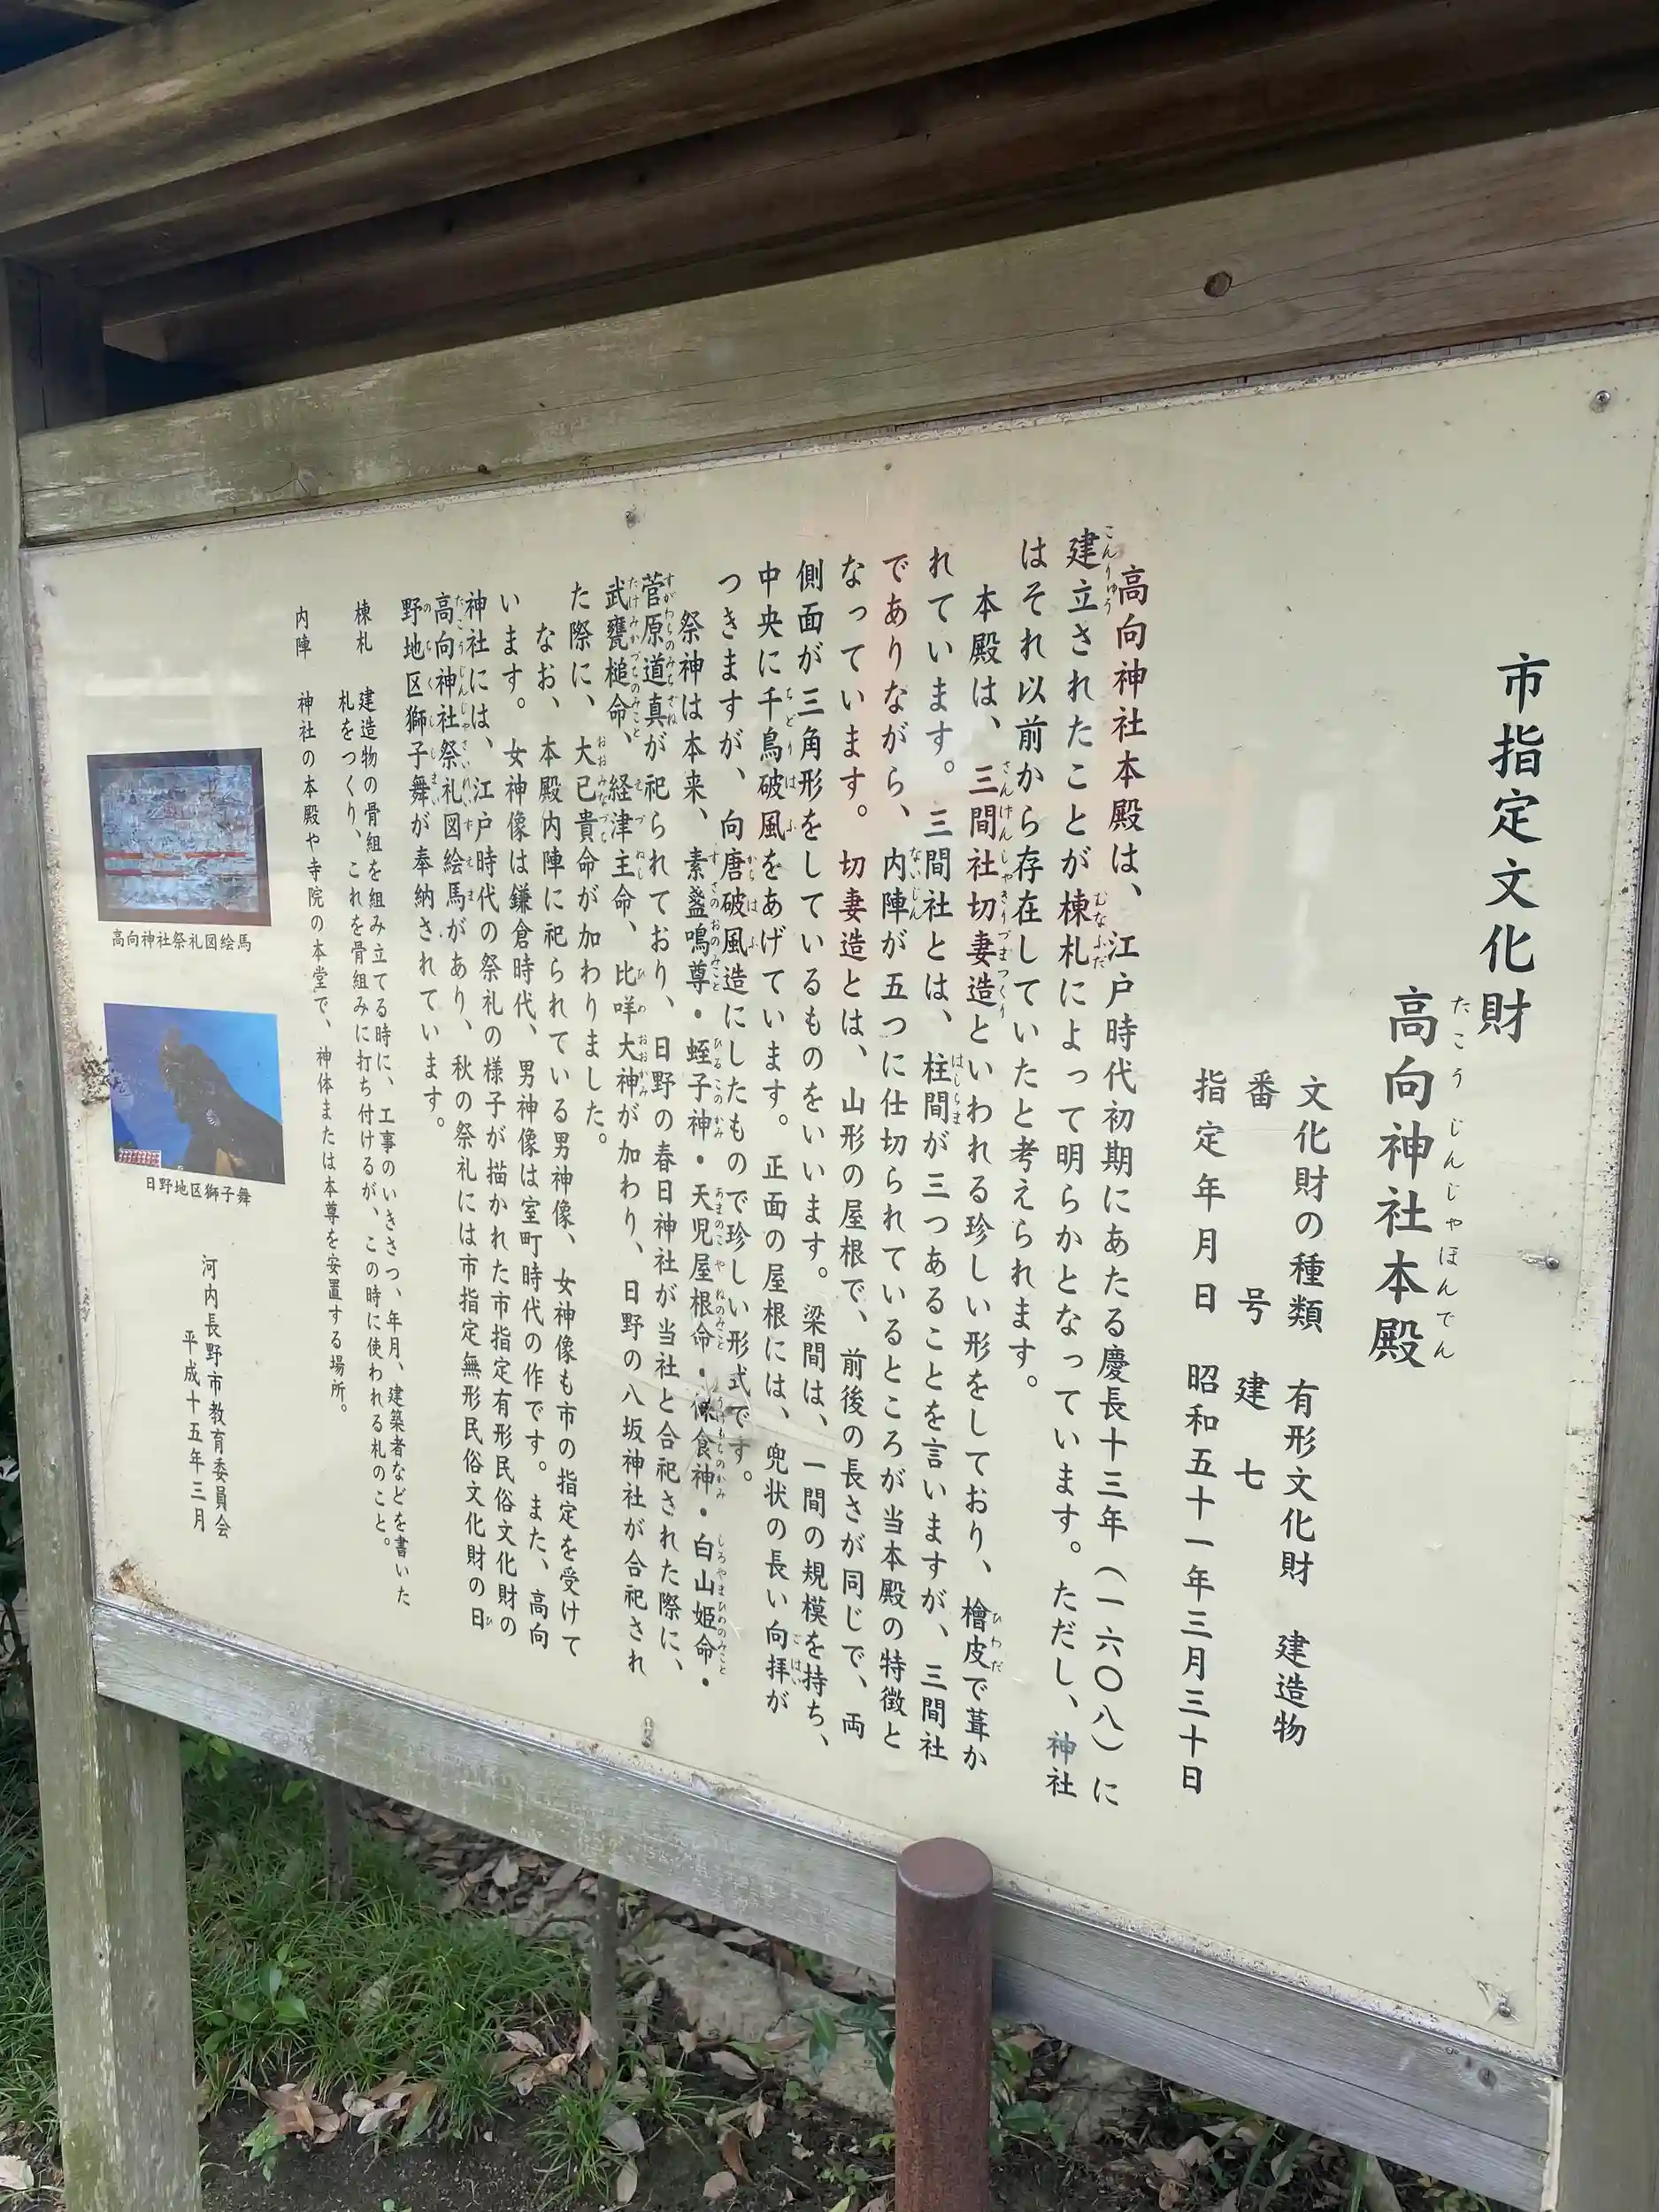 市指定文化財
高向神社本殿
たこうじんじゃほんでん
文化財の種類 有形文化財 建造物
番号 建七
指定年月日 昭和五十一年三月三十日
高向神社本殿は、江戸時代初期にあたる慶長十三年（一六〇八）に
建立されたことが棟札によって明らかとなっています。ただし、神社
はそれ以前から存在していたと考えられます。
本殿は、三間社切妻造といわれる珍しい形をしており、檜皮で葺か
れています。三間社とは、柱間が三つあることを言いますが、三間社
でありながら、内陣が五つに仕切られているところが当本殿の特徴と
なっています。切妻造とは、山形の屋根で、前後の長さが同じで、両
側面が三角形をしているものをいいます。梁間は、一間の規模を持ち、
中央に千鳥破風をあげています。正面の屋根には、兜状の長い向拝が
つきますが、向唐破風造にしたもので珍しい形式です。
祭神は本来、素盞鳴尊・蛭子神・天児屋根命・保食神・白山姫命・
菅原道真が祀られており、日野の春日神社が当社と合祀された際に、
武甕槌命、経津主命、比咩大神が加わり、日野の八坂神社が合祀され
た際に、大己貴命が加わりました。
なお、本殿内陣に祀られている男神像、女神像も市の指定を受けて
います。女神像は鎌倉時代、男神像は室町時代の作です。また、高向
神社には、江戸時代の祭礼の様子が描かれた市指定有形民俗文化財の
高向神社祭礼図絵馬があり、秋の祭礼には市指定無形民俗文化財の日
野地区獅子舞が奉納されています。
棟札 建造物の骨組を組み立てる時に、工事のいきさつ、年月、建築者などを書いた
札をつくり、これを骨組みに打ち付けるが、この時に使われる札のこと。
内陣 神社の本殿や寺院の本堂で、神体または本尊を安置する場所。
高向神社祭礼図絵馬
日野地区獅子舞
河内長野市教育委員会
平成十五年三月